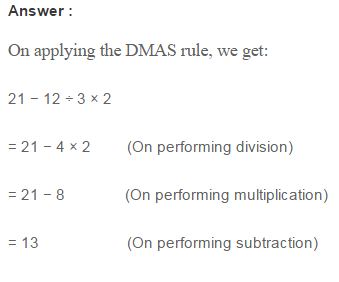 Answer :
On applying the DMAS rule, we get:
21 − 12 ÷ 3 × 2
= 21 − 4 × 2 (On performing division)
= 21 − 8 (On performing multiplication)
= 13 (On performing subtraction)